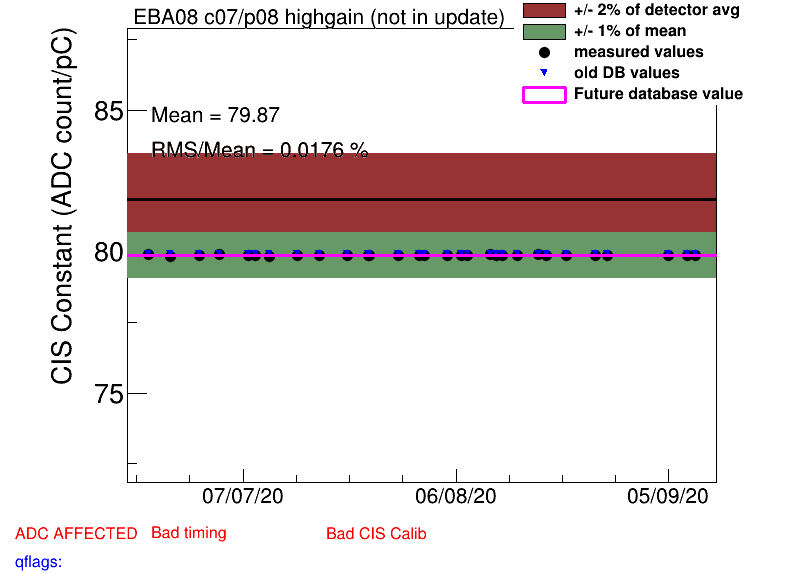 EBA08 c07/p08 highgain (not in update)
+/- 2% of detector avg
+/- 1% of mean
measured values
old DB values
Future database value
CIS Constant (ADC count/pC)
Mean = 79.87
RMS/Mean = 0.0176 %
85
80
75
07/07/20 06/08/20 05/09/20
ADC AFFECTED Bad timing Bad CIS Calib
qflags: